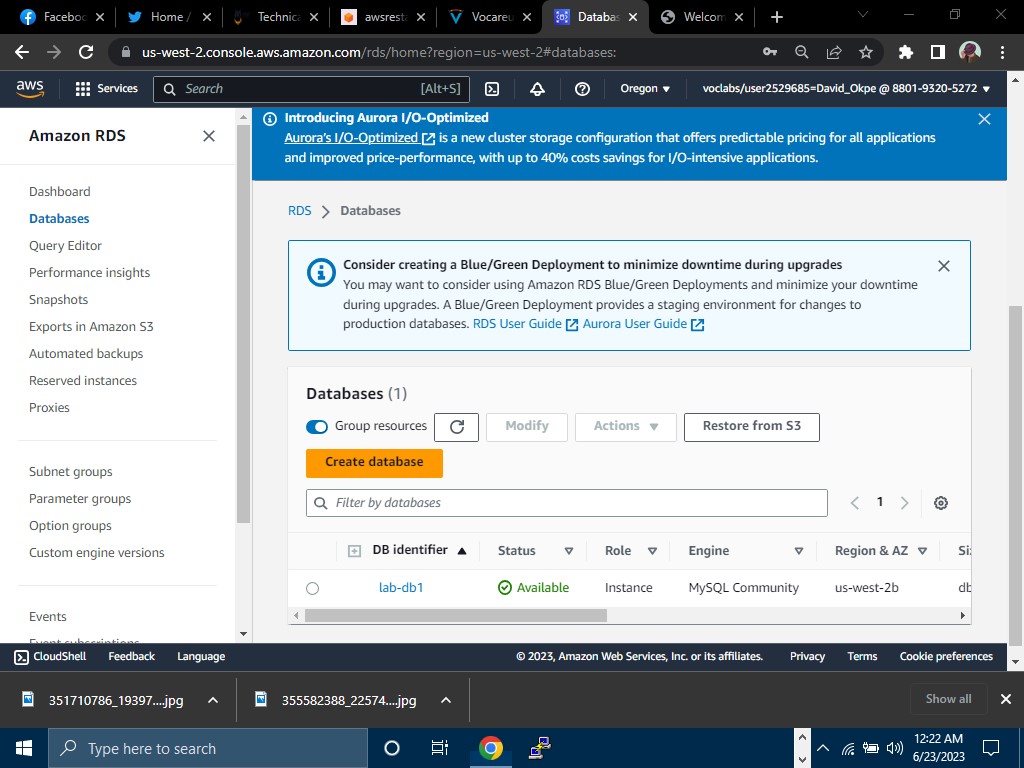 Faceboo
Home /
Technica
awsresta
Vocareu
Databas
Welcom
us-west-2.console.aws.amazon.com/rds/home?region=us-west-2#databases:
aws
Services
Search
[Alt+S]
Oregon
voclabs/user2529685=David_Okpe @ 8801-9320-5272
Amazon RDS
Dashboard
Databases
Query Editor
Performance insights
Snapshots
Exports in Amazon S3
Automated backups
Reserved instances
Proxies
Subnet groups
Parameter groups
Option groups
Custom engine versions
Events
Event subscriptions
Introducing Aurora I/O-Optimized
Aurora's I/O-Optimized is a new cluster storage configuration that offers predictable pricing for all applications
and improved price-performance, with up to 40% costs savings for I/O-intensive applications.
RDS > Databases
Consider creating a Blue/Green Deployment to minimize downtime during upgrades
You may want to consider using Amazon RDS Blue/Green Deployments and minimize your downtime
during upgrades. A Blue/Green Deployment provides a staging environment for changes to
production databases. RDS User Guide Aurora User Guide
Databases (1)
Group resources
Modify
Actions
Restore from S3
Create database
Filter by databases
1
DB identifier
Status
Role
Engine
Region & AZ
Si
lab-db1
Available
Instance
MySQL Community
us-west-2b
db
CloudShell
Feedback
Language
© 2023, Amazon Web Services, Inc. or its affiliates.
Privacy
Terms
Cookie preferences
351710786_19397....jpg
355582388_22574....jpg
Show all
Type here to search
12:22 AM
6/23/2023